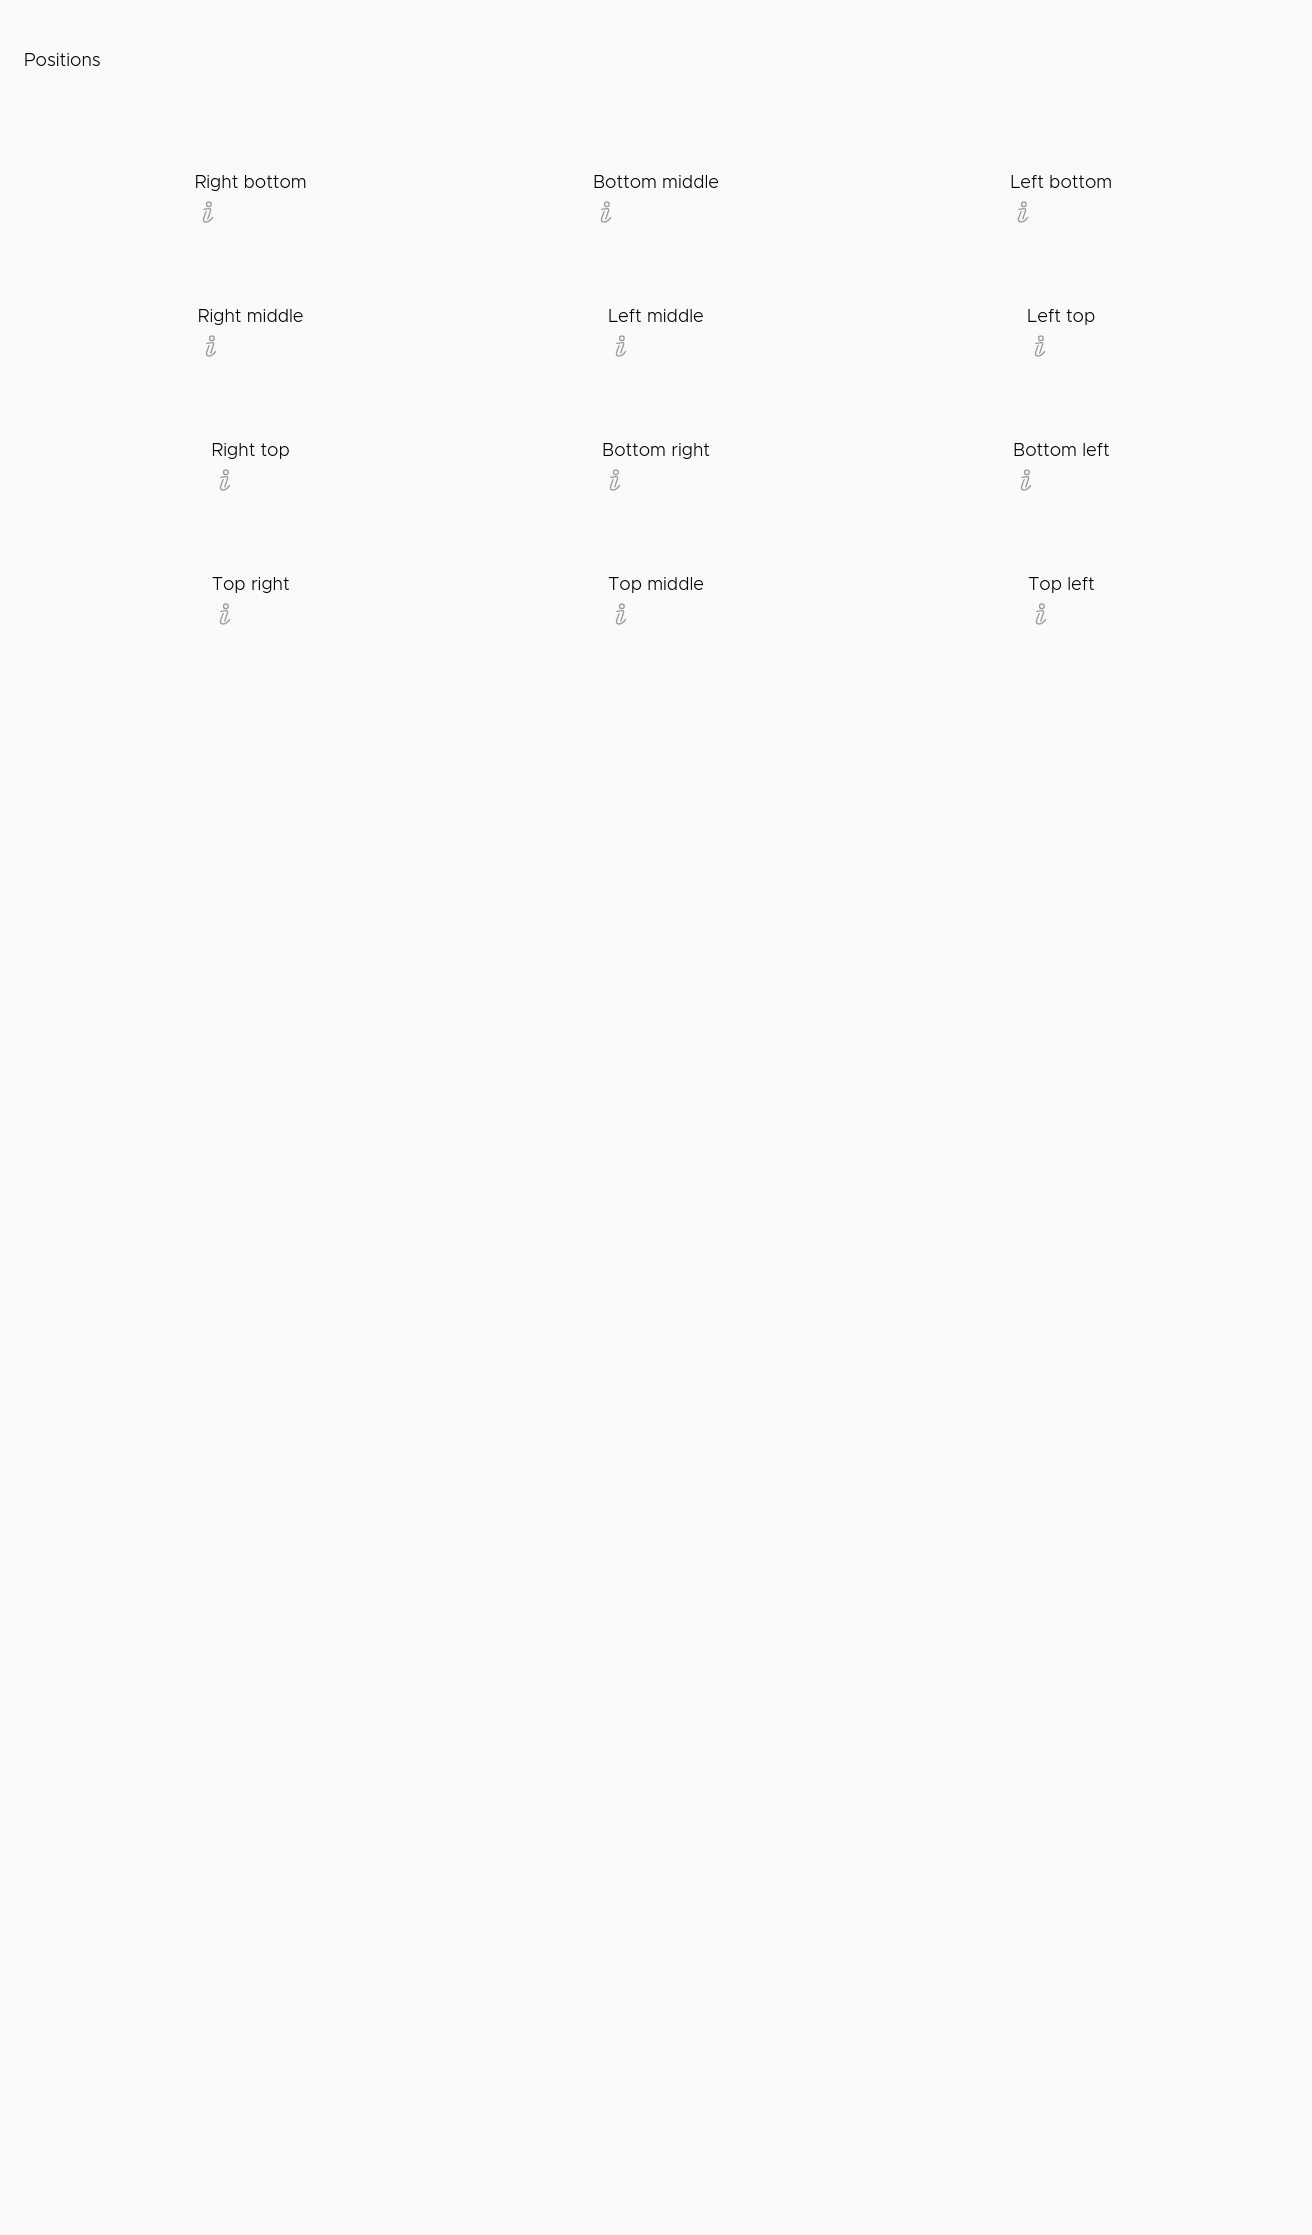 Positions
Right bottom
Bottom middle
Left bottom
Right middle
Left middle
Left top
Right top
Bottom right
Bottom left
Top right
Top middle
Top left